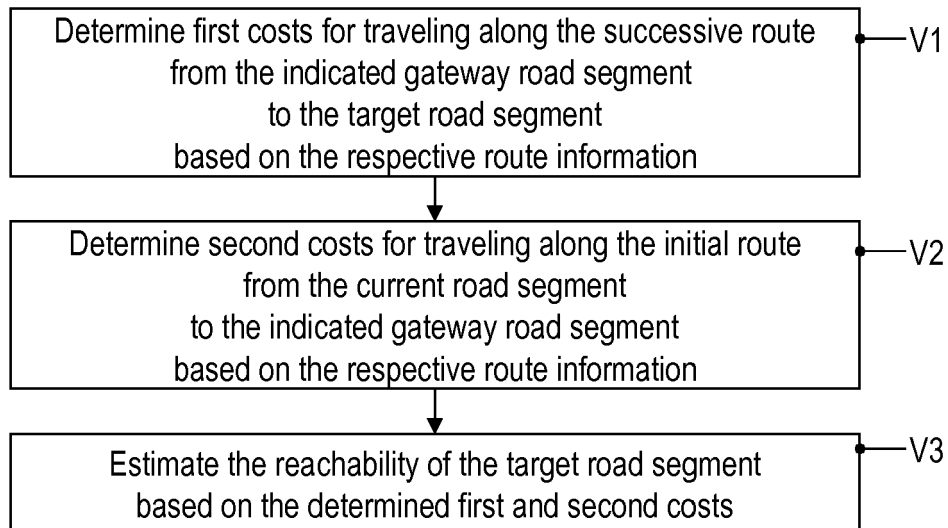 Determine first costs for traveling along the successive route
from the indicated gateway road segment
to the target road segment
based on the respective route information
V1
Determine second costs for traveling along the initial route
from the current road segment
to the indicated gateway road segment
based on the respective route information
V2
Estimate the reachability of the target road segment
based on the determined first and second costs
V3